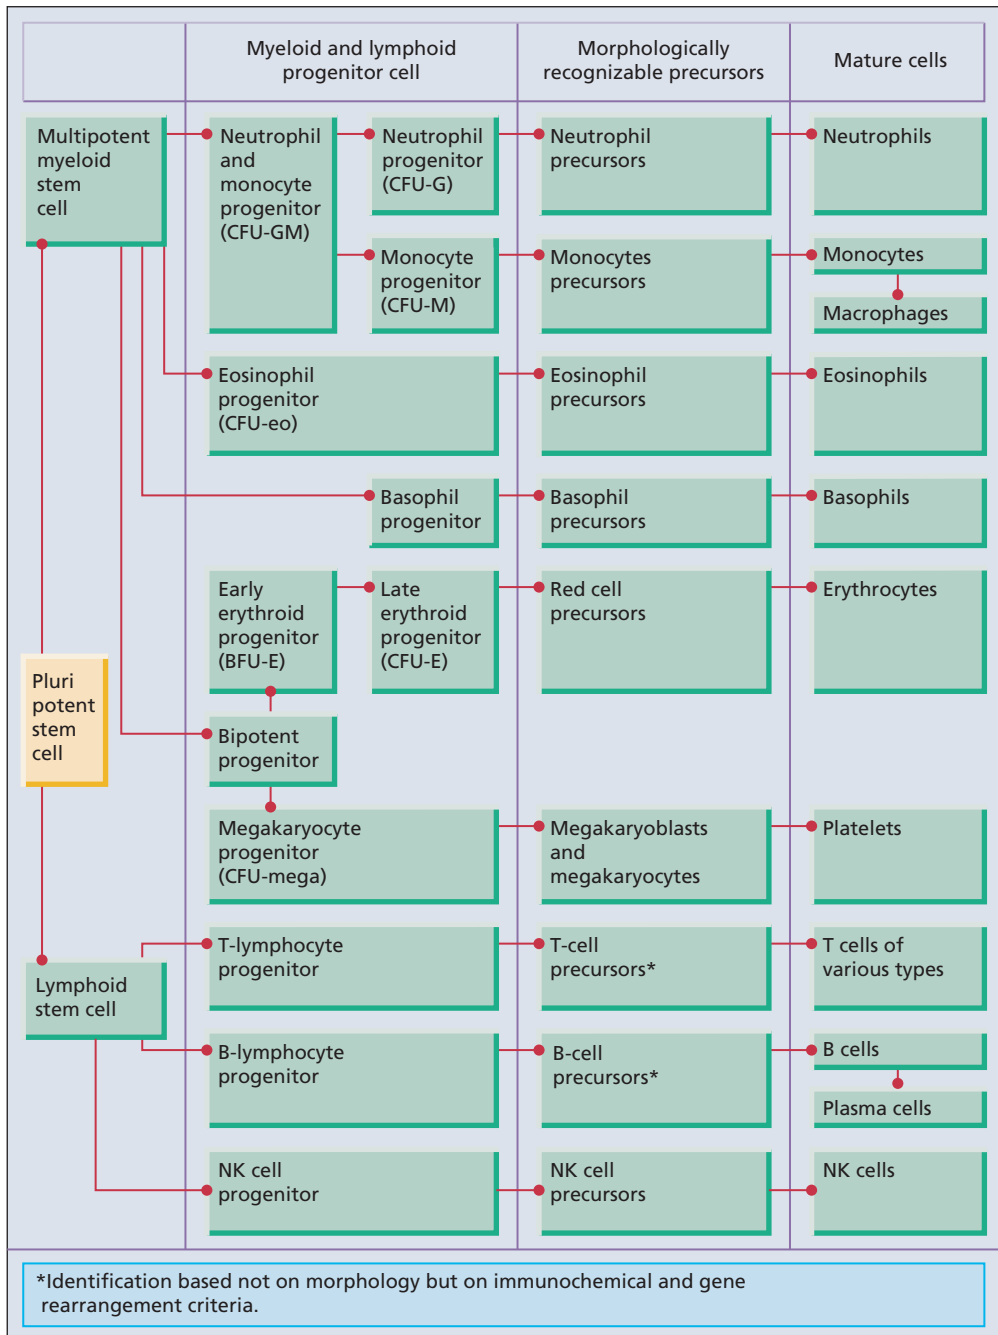 Myeloid and lymphoid
progenitor cell
Morphologically
recognizable precursors
Mature cells
Multipotent
myeloid
stem
cell
Neutrophil
and
monocyte
progenitor
(CFU-GM)
Neutrophil
progenitor
(CFU-G)
Neutrophil
precursors
Neutrophils
Monocyte
progenitor
(CFU-M)
Monocytes
precursors
Monocytes
Macrophages
Eosinophil
progenitor
(CFU-eo)
Eosinophil
precursors
Eosinophils
Basophil
progenitor
Basophil
precursors
Basophils
Early
erythroid
progenitor
(BFU-E)
Late
erythroid
progenitor
(CFU-E)
Red cell
precursors
Erythrocytes
Pluri
potent
stem
cell
Bipotent
progenitor
Megakaryocyte
progenitor
(CFU-mega)
Megakaryoblasts
and
megakaryocytes
Platelets
Lymphoid
stem cell
T-lymphocyte
progenitor
T-cell
precursors*
T cells of
various types
B-lymphocyte
progenitor
B-cell
precursors*
B cells
Plasma cells
NK cell
progenitor
NK cell
precursors
NK cells
*Identification based not on morphology but on immunochemical and gene
rearrangement criteria.